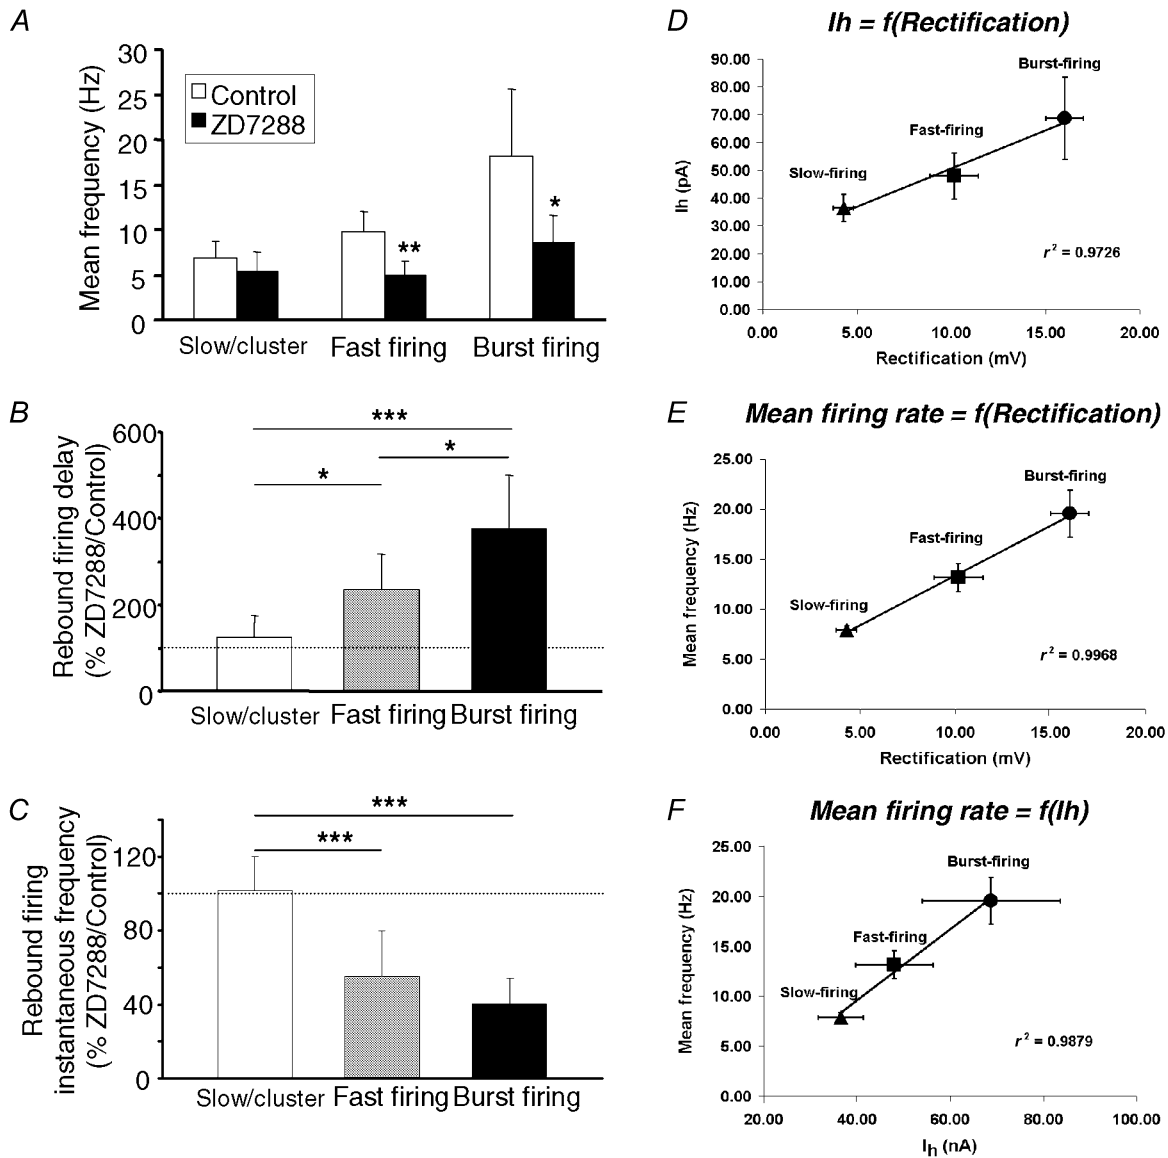 A
Mean frequency (Hz)
30
25
20
15
10
5
0
Control
ZD7288
**
*
Slow/cluster
Fast firing
Burst firing
B
Rebound firing delay
(% ZD7288/Control)
600
400
200
0
***
*
*
Slow/cluster
Fast firing
Burst firing
C
Rebound firing
instantaneous frequency
(% ZD7288/Control)
120
80
40
0
***
***
Slow/cluster
Fast firing
Burst firing
D
Ih = f(Rectification)
Ih (pA)
90.00
80.00
70.00
60.00
50.00
40.00
30.00
20.00
10.00
0.00
Burst-firing
Fast-firing
Slow-firing
r² = 0.9726
0.00 5.00 10.00 15.00 20.00
Rectification (mV)
E
Mean firing rate = f(Rectification)
Mean frequency (Hz)
25.00
20.00
15.00
10.00
5.00
0.00
Burst-firing
Fast-firing
Slow-firing
r² = 0.9968
0.00 5.00 10.00 15.00 20.00
Rectification (mV)
F
Mean firing rate = f(Ih)
Mean frequency (Hz)
25.00
20.00
15.00
10.00
5.00
0.00
Burst-firing
Fast-firing
Slow-firing
r² = 0.9879
20.00 40.00 60.00 80.00 100.00
Ih (nA)